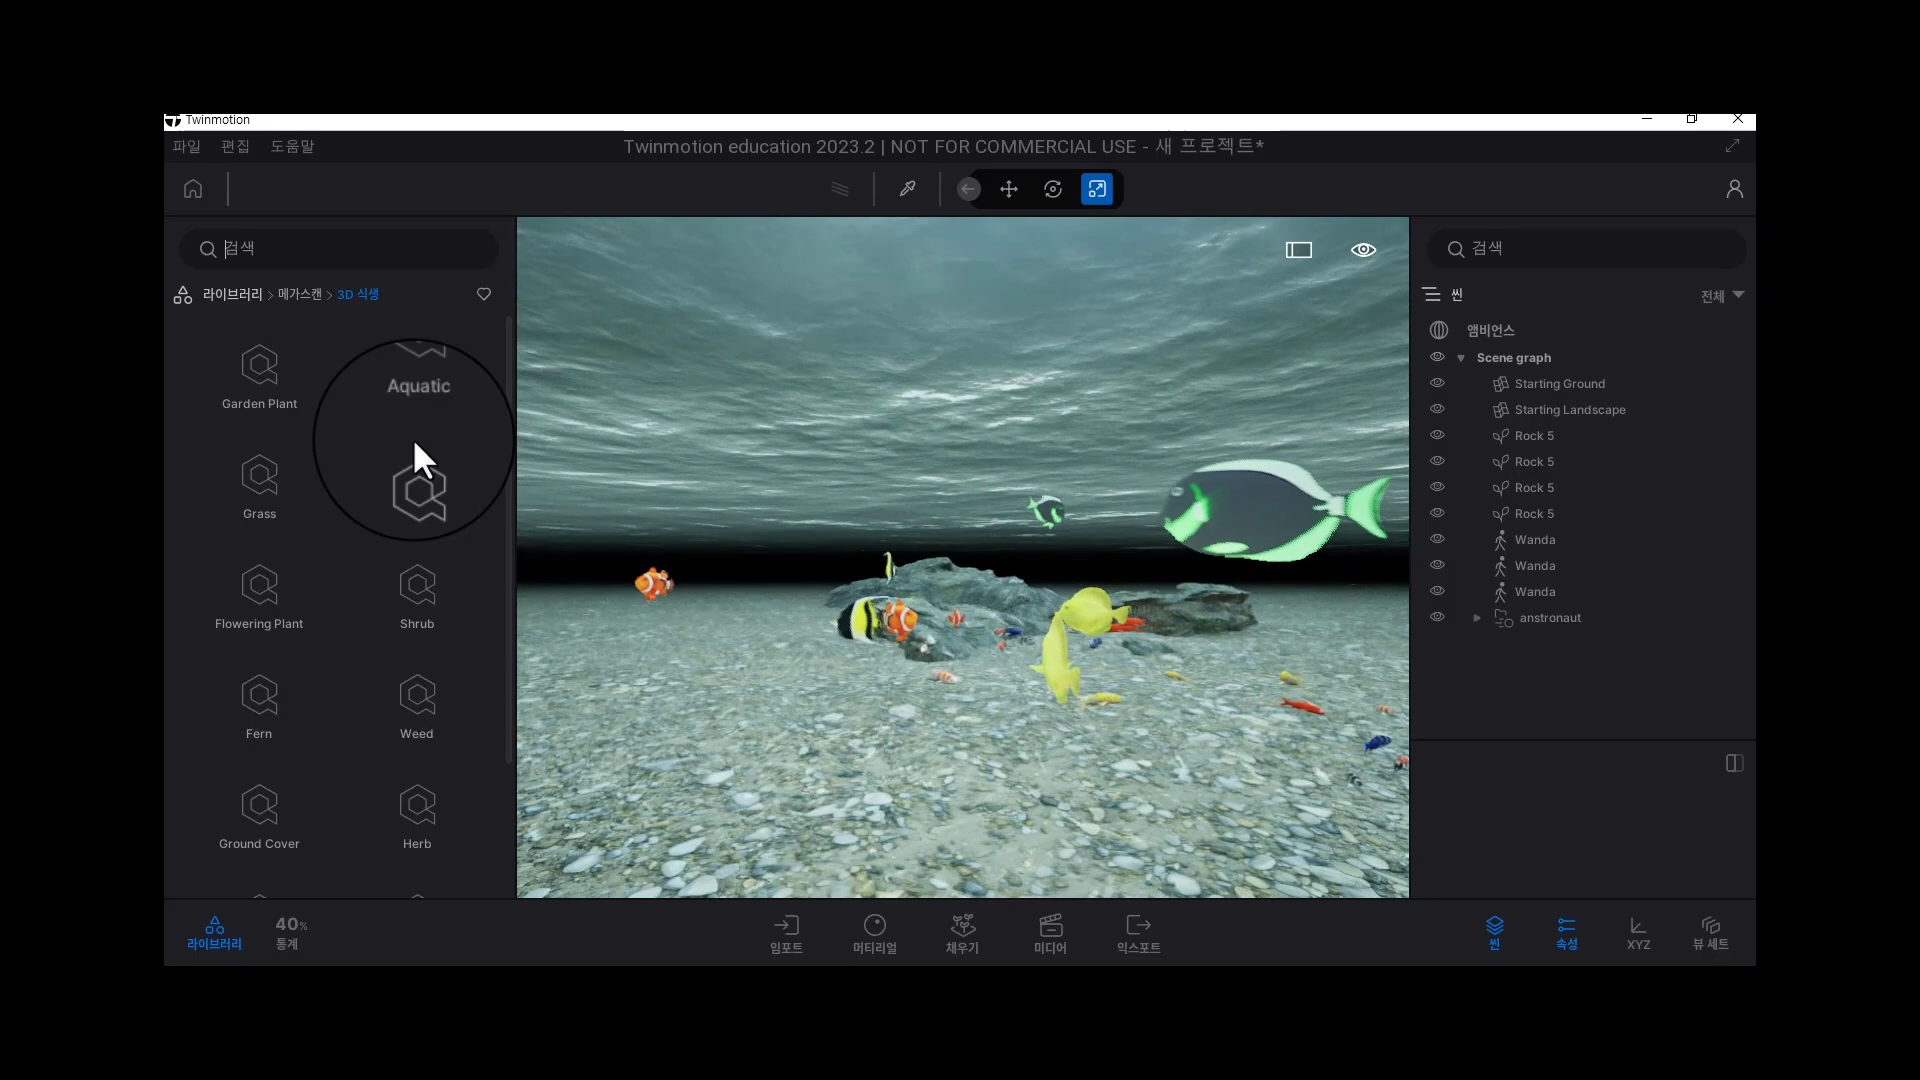 Twinmotion
파일 편집 도움말
Twinmotion education 2023.2 | NOT FOR COMMERCIAL USE - 새 프로젝트*
검색
라이브러리 > 메가스캔 > 3D 식생
Garden Plant
Aquatic
Grass
Flowering Plant
Shrub
Fern
Weed
Ground Cover
Herb
검색
씬
전체
앰비언스
Scene graph
Starting Ground
Starting Landscape
Rock 5
Rock 5
Rock 5
Rock 5
Wanda
Wanda
Wanda
anstronaut
라이브러리
40%
통계
임포트
머티리얼
채우기
미디어
익스포트
씬
속성
XYZ
뷰 세트